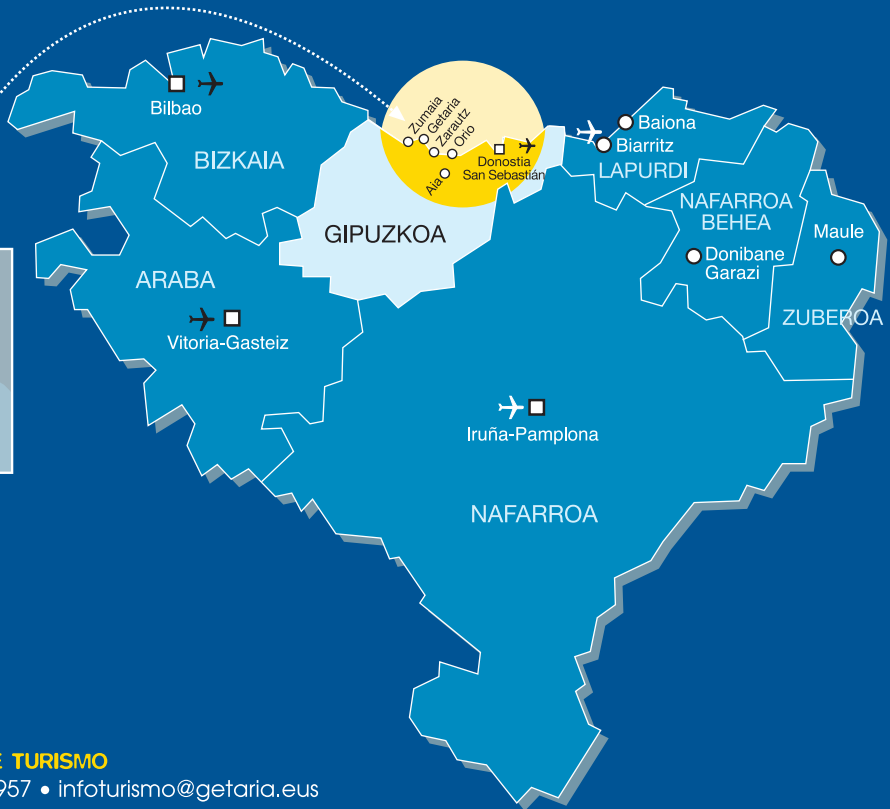 Bilbao
BIZKAIA
Zumaia
Getaria
Zarautz
Orio
Aia
Donostia
San Sebastián
Baiona
Biarritz
LAPURDI
NAFARROA
BEHEA
Donibane
Garazi
Maule
ZUBEROA
GIPUZKOA
ARABA
Vitoria-Gasteiz
Iruña-Pamplona
NAFARROA
E TURISMO
957 • infoturismo@getaria.eus